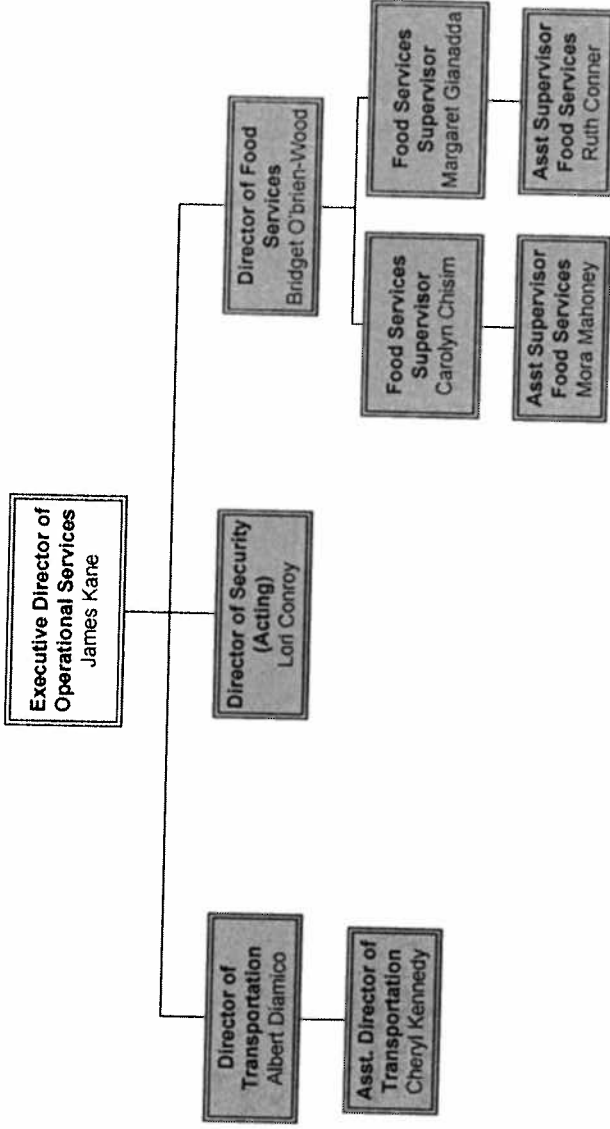 Executive Director of
Operational Services
James Kane
Director of
Transportation
Albert Diamico
Asst. Director of
Transportation
Cheryl Kennedy
Director of Security
(Acting)
Lori Conroy
Director of Food
Services
Bridget O'brien-Wood
Food Services
Supervisor
Carolyn Chisim
Asst Supervisor
Food Services
Mora Mahoney
Food Services
Supervisor
Margaret Gianadda
Asst Supervisor
Food Services
Ruth Conner